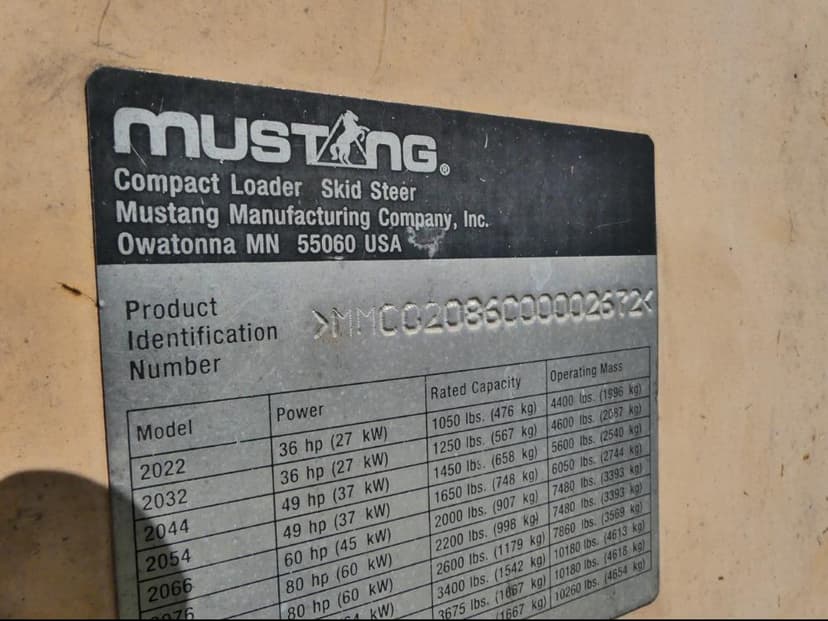 MUSTANG®
Compact Loader Skid Steer
Mustang Manufacturing Company, Inc.
Owatonna MN 55060 USA
Product
Identification
Number
>MMC02086C00002672<
Model Power Rated Capacity Operating Mass
2022 36 hp (27 kW) 1050 lbs. (476 kg) 4400 lbs. (1996 kg)
2032 36 hp (27 kW) 1250 lbs. (567 kg) 4600 lbs. (2087 kg)
2044 49 hp (37 kW) 1450 lbs. (658 kg) 5600 lbs. (2540 kg)
2054 49 hp (37 kW) 1650 lbs. (748 kg) 6050 lbs. (2744 kg)
2066 60 hp (45 kW) 2000 lbs. (907 kg) 7480 lbs. (3393 kg)
2076 80 hp (60 kW) 2200 lbs. (998 kg) 7480 lbs. (3393 kg)
80 hp (60 kW) 2600 lbs. (1179 kg) 7860 lbs. (3569 kg)
kW) 3400 lbs. (1542 kg) 10180 lbs. (4613 kg)
3675 lbs. (1667 kg) 10180 lbs. (4618 kg)
(1667 kg) 10260 lbs. (4654 kg)